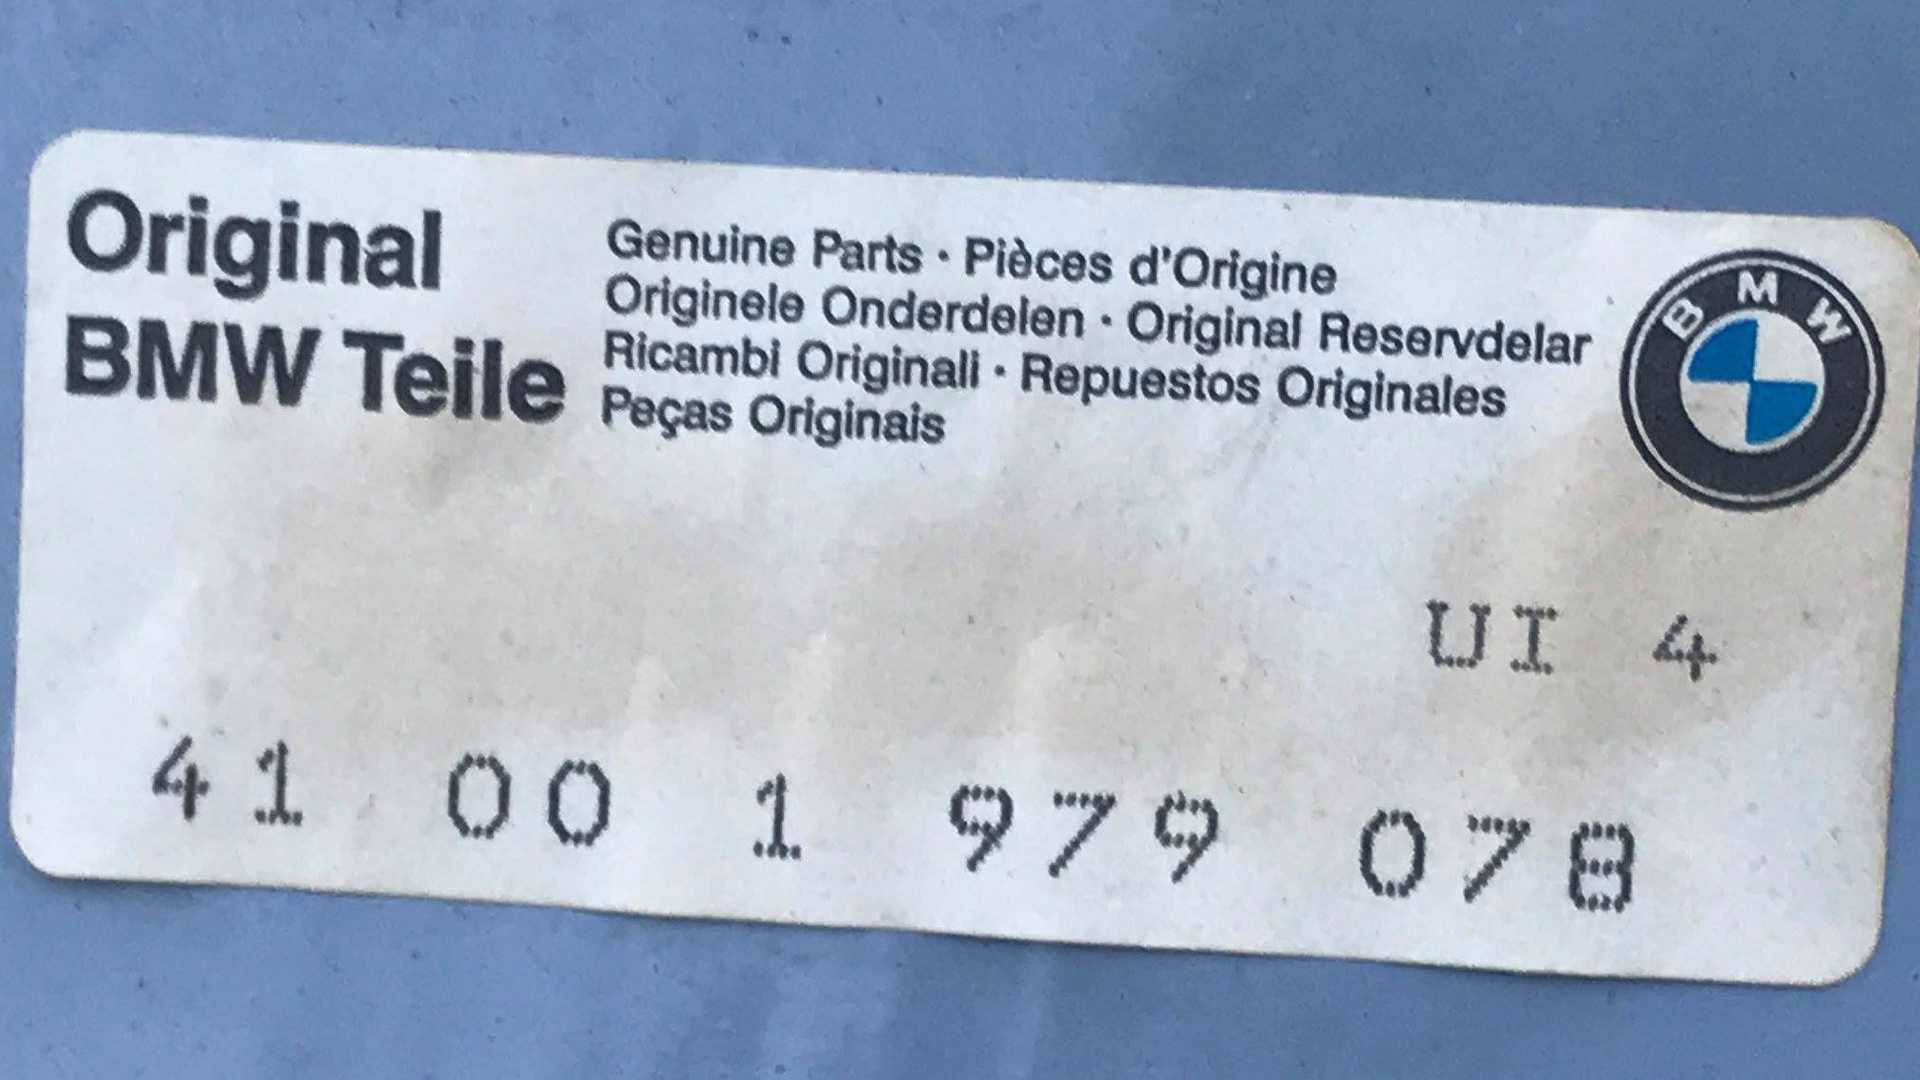 Original
BMW Teile
Genuine Parts · Pièces d'Origine
Originele Onderdelen · Original Reservdelar
Ricambi Originali · Repuestos Originales
Peças Originais
BMW
UI 4
41 00 1 979 078